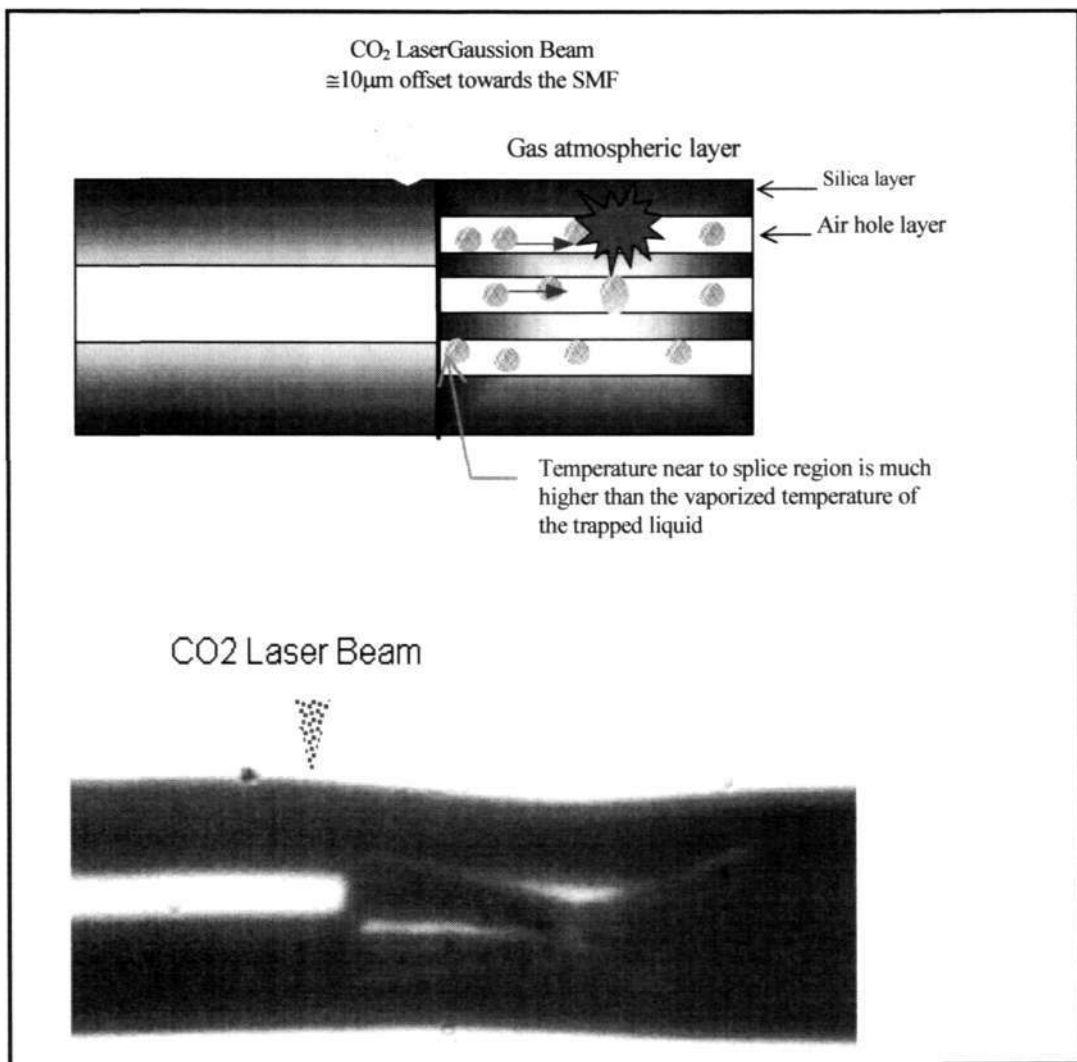 CO₂ LaserGaussion Beam
≅10μm offset towards the SMF
Gas atmospheric layer
Silica layer
Air hole layer
Temperature near to splice region is much
higher than the vaporized temperature of
the trapped liquid
CO2 Laser Beam